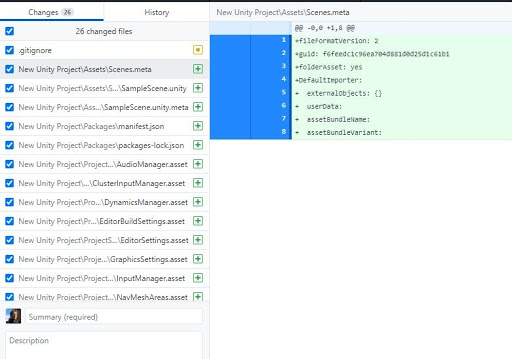 Changes 26
History
New Unity Project\Assets\Scenes.meta
26 changed files
.gitignore
New Unity Project\Assets\Scenes.meta
New Unity Project\Assets\S...\SampleScene.unity
New Unity Project\Ass...\SampleScene.unity.meta
New Unity Project\Packages\manifest.json
New Unity Project\Packages\packages-lock.json
New Unity Project\Project...\AudioManager.asset
New Unity Project\...\ClusterInputManager.asset
New Unity Project\Pro...\DynamicsManager.asset
New Unity Project\Pr...\EditorBuildSettings.asset
New Unity Project\ProjectS...\EditorSettings.asset
New Unity Project\Proje...\GraphicsSettings.asset
New Unity Project\Project...\InputManager.asset
New Unity Project\Project...\NavMeshAreas.asset
Summary (required)
Description
@@ -0,0 +1,8 @@
1 +fileFormatVersion: 2
2 +guid: f6feedc1c96ea704d881d0d25d1c61b1
3 +folderAsset: yes
4 +DefaultImporter:
5 + externalObjects: {}
6 + userData:
7 + assetBundleName:
8 + assetBundleVariant: